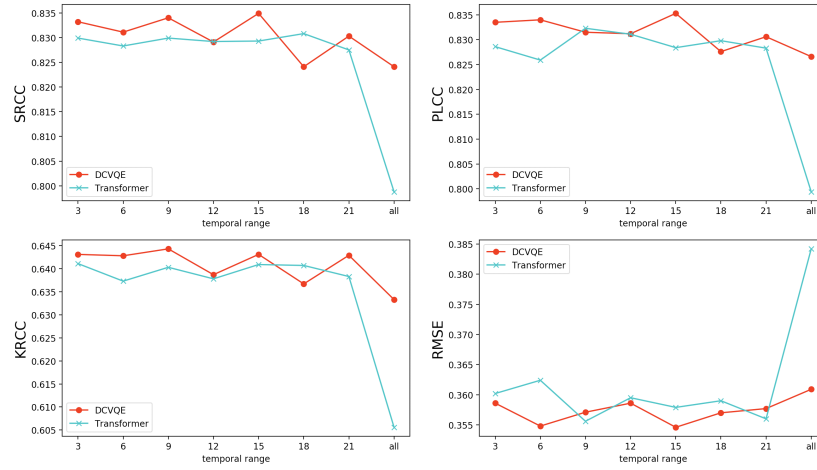 SRCC
0.835
0.830
0.825
0.820
0.815
0.810
0.805
0.800
DCVQE
Transformer
3 6 9 12 15 18 21 all
temporal range
PLCC
0.835
0.830
0.825
0.820
0.815
0.810
0.805
0.800
DCVQE
Transformer
3 6 9 12 15 18 21 all
temporal range
KRCC
0.645
0.640
0.635
0.630
0.625
0.620
0.615
0.610
0.605
DCVQE
Transformer
3 6 9 12 15 18 21 all
temporal range
RMSE
0.385
0.380
0.375
0.370
0.365
0.360
0.355
DCVQE
Transformer
3 6 9 12 15 18 21 all
temporal range